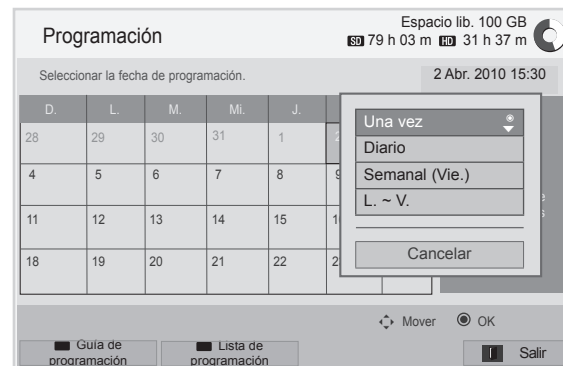 Programación
Espacio lib. 100 GB
SD 79 h 03 m HD 31 h 37 m
Seleccionar la fecha de programación.
2 Abr. 2010 15:30
D. L. M. Mi. J.
28 29 30 31 1
4 5 6 7 8 9
11 12 13 14 15
18 19 20 21 22
Una vez
Diario
Semanal (Vie.)
L. ~ V.
Cancelar
Mover OK
Guía de programación
Lista de programación
Salir